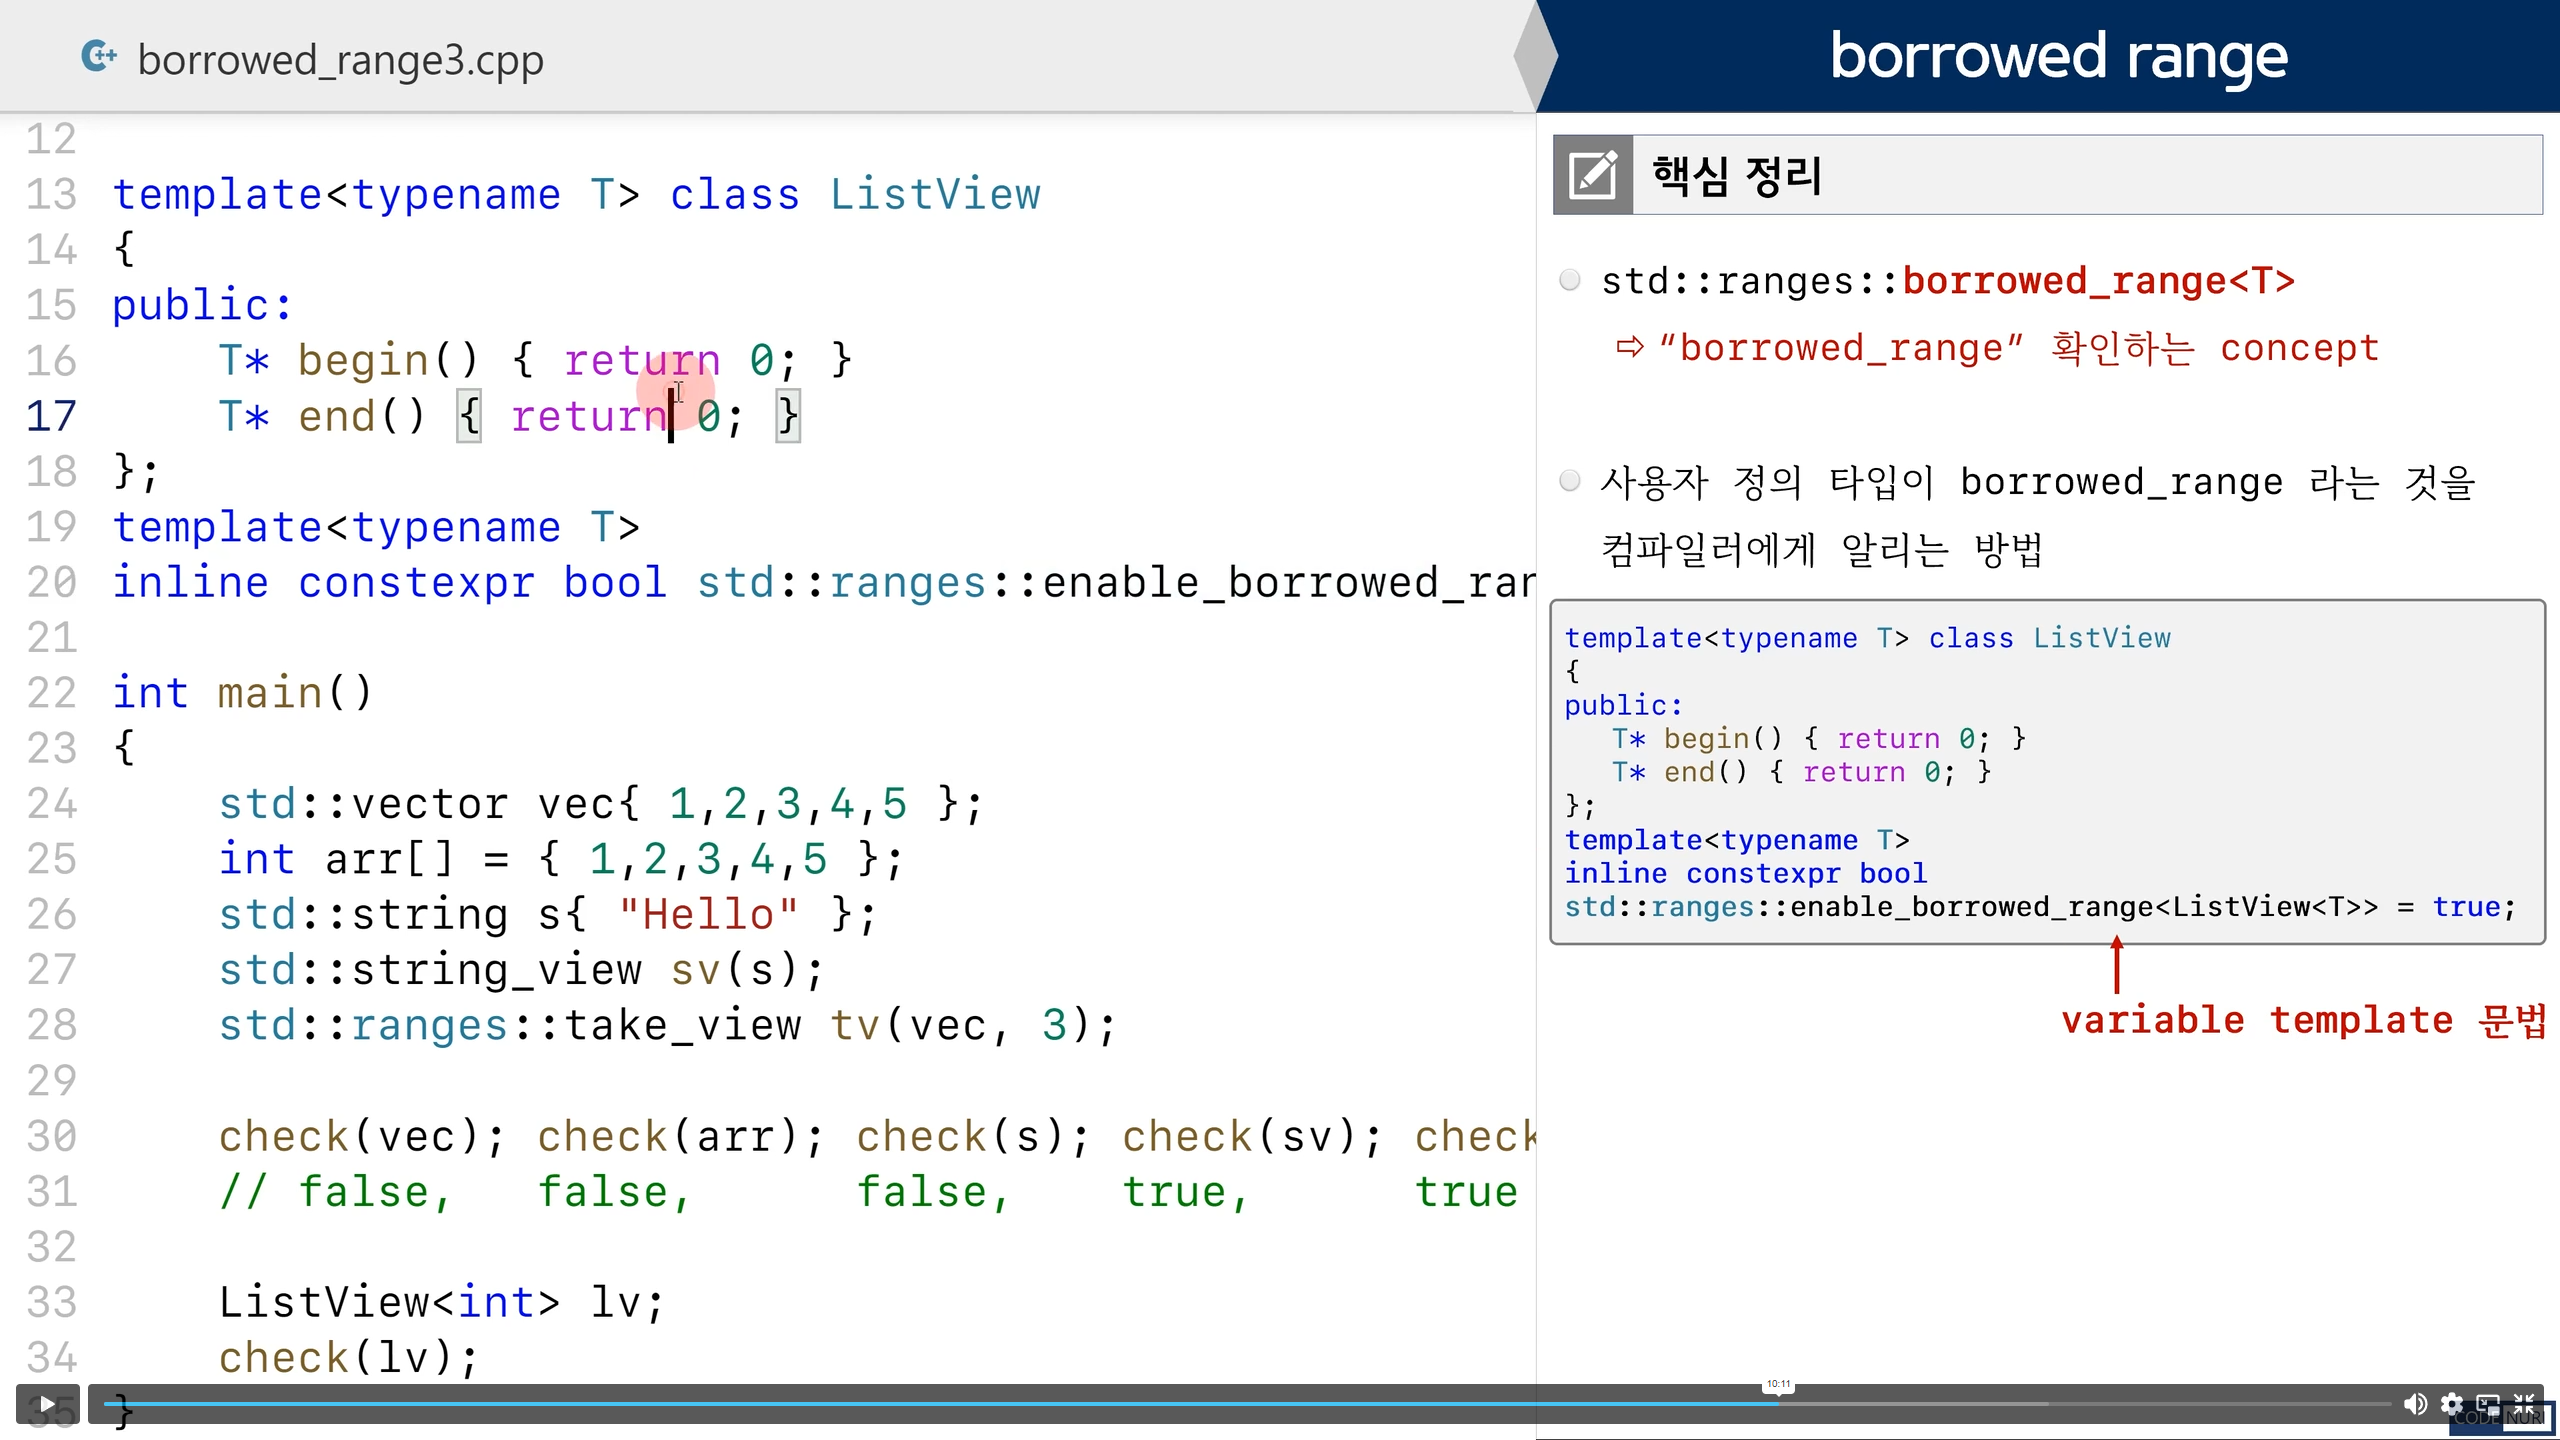 borrowed_range3.cpp
12
13 template<typename T> class ListView
14 {
15 public:
16     T* begin() { return 0; }
17     T* end() { return 0; }
18 };
19 template<typename T>
20 inline constexpr bool std::ranges::enable_borrowed_ran
21
22 int main()
23 {
24     std::vector vec{ 1,2,3,4,5 };
25     int arr[] = { 1,2,3,4,5 };
26     std::string s{ "Hello" };
27     std::string_view sv(s);
28     std::ranges::take_view tv(vec, 3);
29
30     check(vec); check(arr); check(s); check(sv); check
31     // false,   false,      false,    true,      true
32
33     ListView<int> lv;
34     check(lv);
35 }
borrowed range
핵심 정리
std::ranges::borrowed_range<T>
⇨ “borrowed_range” 확인하는 concept
사용자 정의 타입이 borrowed_range 라는 것을
컴파일러에게 알리는 방법
template<typename T> class ListView
{
public:
   T* begin() { return 0; }
   T* end() { return 0; }
};
template<typename T>
inline constexpr bool
std::ranges::enable_borrowed_range<ListView<T>> = true;
variable template 문법
10:11
CODE NURI